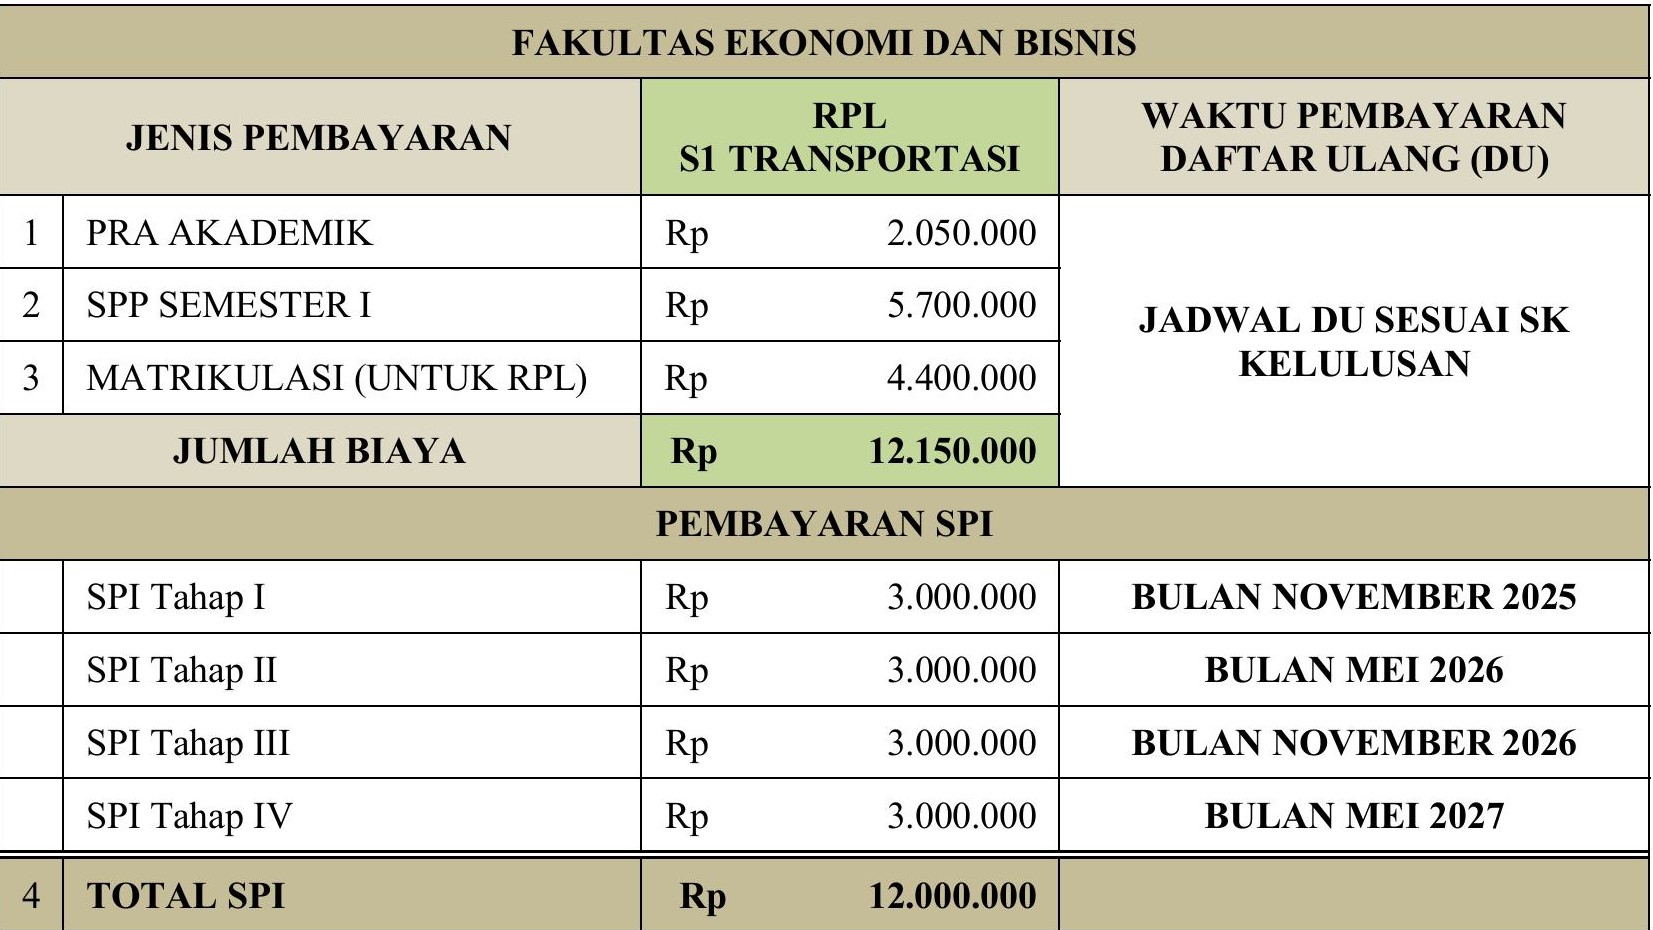 FAKULTAS EKONOMI DAN BISNIS
JENIS PEMBAYARAN
RPL
S1 TRANSPORTASI
WAKTU PEMBAYARAN
DAFTAR ULANG (DU)
1 PRA AKADEMIK Rp 2.050.000
2 SPP SEMESTER I Rp 5.700.000
3 MATRIKULASI (UNTUK RPL) Rp 4.400.000
JADWAL DU SESUAI SK
KELULUSAN
JUMLAH BIAYA Rp 12.150.000
PEMBAYARAN SPI
SPI Tahap I Rp 3.000.000 BULAN NOVEMBER 2025
SPI Tahap II Rp 3.000.000 BULAN MEI 2026
SPI Tahap III Rp 3.000.000 BULAN NOVEMBER 2026
SPI Tahap IV Rp 3.000.000 BULAN MEI 2027
4 TOTAL SPI Rp 12.000.000